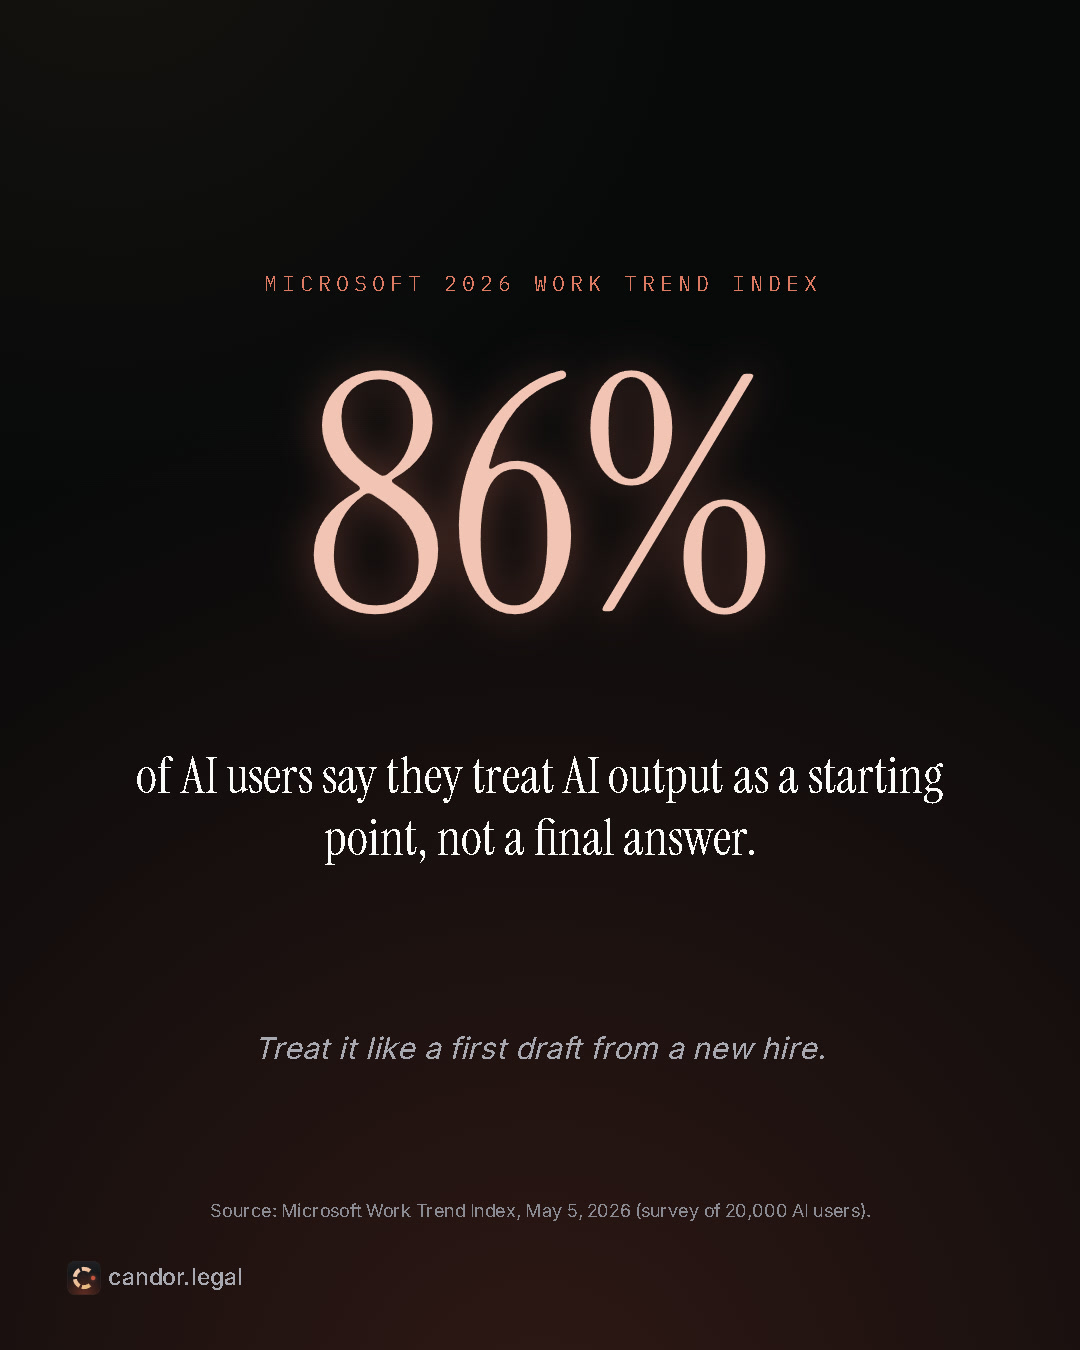 MICROSOFT 2026 WORK TREND INDEX
86%
of AI users say they treat AI output as a starting
point, not a final answer.
Treat it like a first draft from a new hire.
Source: Microsoft Work Trend Index, May 5, 2026 (survey of 20,000 AI users).
candor.legal